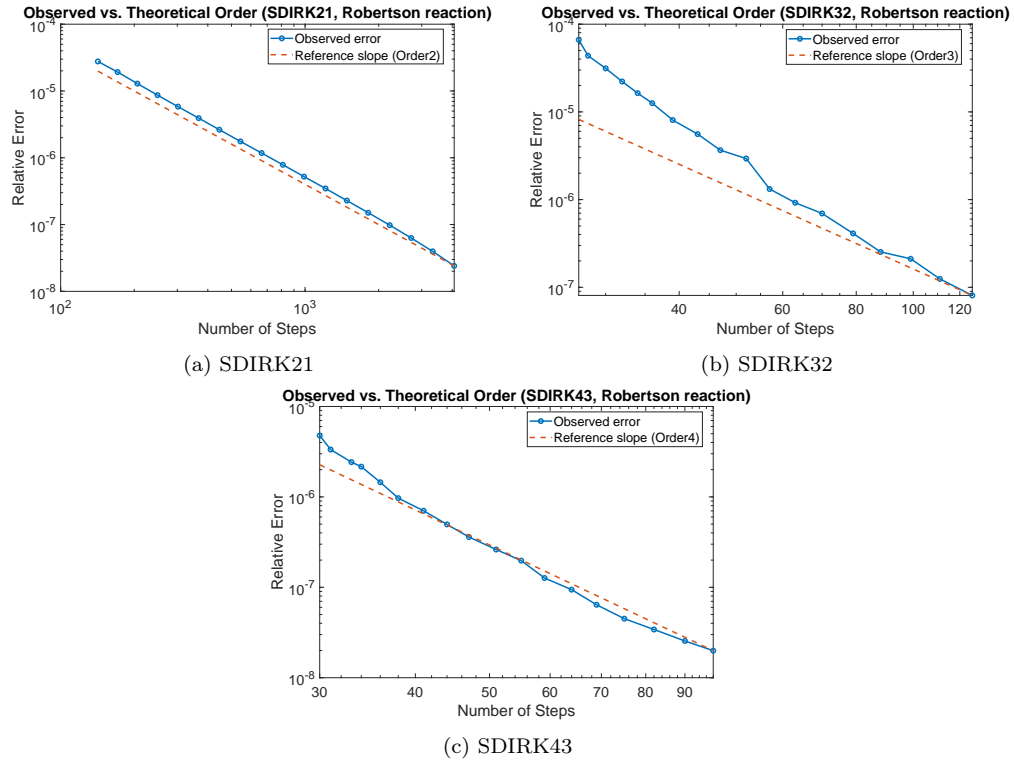 Observed vs. Theoretical Order (SDIRK21, Robertson reaction)
Observed error
Reference slope (Order2)
10^-4
10^-5
10^-6
10^-7
10^-8
Relative Error
10^2
10^3
Number of Steps
(a) SDIRK21
Observed vs. Theoretical Order (SDIRK32, Robertson reaction)
Observed error
Reference slope (Order3)
10^-4
10^-5
10^-6
10^-7
Relative Error
40
60
80
100
120
Number of Steps
(b) SDIRK32
Observed vs. Theoretical Order (SDIRK43, Robertson reaction)
Observed error
Reference slope (Order4)
10^-5
10^-6
10^-7
10^-8
Relative Error
30
40
50
60
70
80
90
Number of Steps
(c) SDIRK43